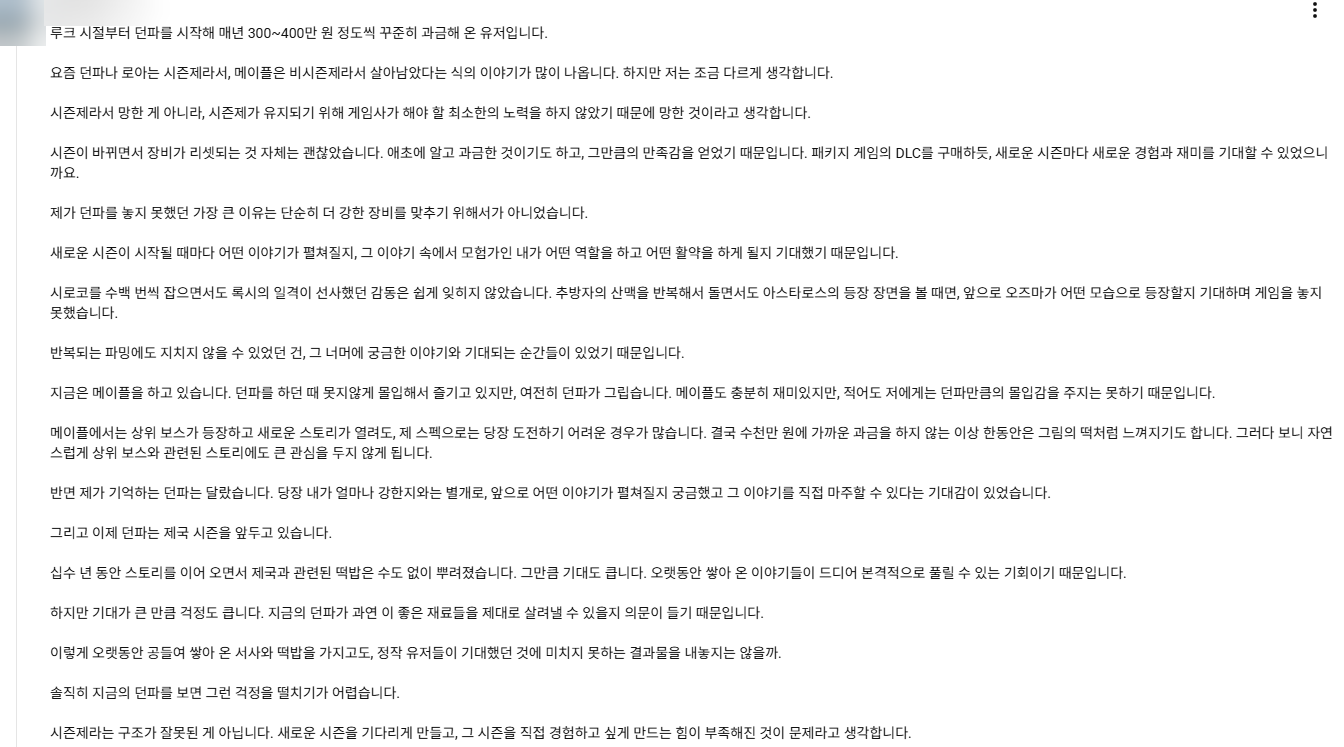 루크 시절부터 던파를 시작해 매년 300~400만 원 정도씩 꾸준히 과금해 온 유저입니다.
요즘 던파나 로아는 시즌제라서, 메이플은 비시즌제라서 살아남았다는 식의 이야기가 많이 나옵니다. 하지만 저는 조금 다르게 생각합니다.
시즌제라서 망한 게 아니라, 시즌제가 유지되기 위해 게임사가 해야 할 최소한의 노력을 하지 않았기 때문에 망한 것이라고 생각합니다.
시즌이 바뀌면서 장비가 리셋되는 것 자체는 괜찮았습니다. 애초에 알고 과금한 것이기도 하고, 그만큼의 만족감을 얻었기 때문입니다. 패키지 게임의 DLC를 구매하듯, 새로운 시즌마다 새로운 경험과 재미를 기대할 수 있었으니
까요.
제가 던파를 놓지 못했던 가장 큰 이유는 단순히 더 강한 장비를 맞추기 위해서가 아니었습니다.
새로운 시즌이 시작될 때마다 어떤 이야기가 펼쳐질지, 그 이야기 속에서 모험가인 내가 어떤 역할을 하고 어떤 활약을 하게 될지 기대했기 때문입니다.
시로코를 수백 번씩 잡으면서도 록시의 일격이 선사했던 감동은 쉽게 잊히지 않았습니다. 추방자의 산맥을 반복해서 돌면서도 아스타로스의 등장 장면을 볼 때면, 앞으로 오즈마가 어떤 모습으로 등장할지 기대하며 게임을 놓지
못했습니다.
반복되는 파밍에도 지치지 않을 수 있었던 건, 그 너머에 궁금한 이야기와 기대되는 순간들이 있었기 때문입니다.
지금은 메이플을 하고 있습니다. 던파를 하던 때 못지않게 몰입해서 즐기고 있지만, 여전히 던파가 그립습니다. 메이플도 충분히 재미있지만, 적어도 저에게는 던파만큼의 몰입감을 주지는 못하기 때문입니다.
메이플에서는 상위 보스가 등장하고 새로운 스토리가 열려도, 제 스펙으로는 당장 도전하기 어려운 경우가 많습니다. 결국 수천만 원에 가까운 과금을 하지 않는 이상 한동안은 그림의 떡처럼 느껴지기도 합니다. 그러다 보니 자연
스럽게 상위 보스와 관련된 스토리에도 큰 관심을 두지 않게 됩니다.
반면 제가 기억하는 던파는 달랐습니다. 당장 내가 얼마나 강한지와는 별개로, 앞으로 어떤 이야기가 펼쳐질지 궁금했고 그 이야기를 직접 마주할 수 있다는 기대감이 있었습니다.
그리고 이제 던파는 제국 시즌을 앞두고 있습니다.
십수 년 동안 스토리를 이어 오면서 제국과 관련된 떡밥은 수도 없이 뿌려졌습니다. 그만큼 기대도 큽니다. 오랫동안 쌓아 온 이야기들이 드디어 본격적으로 풀릴 수 있는 기회이기 때문입니다.
하지만 기대가 큰 만큼 걱정도 큽니다. 지금의 던파가 과연 이 좋은 재료들을 제대로 살려낼 수 있을지 의문이 들기 때문입니다.
이렇게 오랫동안 공들여 쌓아 온 서사와 떡밥을 가지고도, 정작 유저들이 기대했던 것에 미치지 못하는 결과물을 내놓지는 않을까.
솔직히 지금의 던파를 보면 그런 걱정을 떨치기가 어렵습니다.
시즌제라는 구조가 잘못된 게 아닙니다. 새로운 시즌을 기다리게 만들고, 그 시즌을 직접 경험하고 싶게 만드는 힘이 부족해진 것이 문제라고 생각합니다.